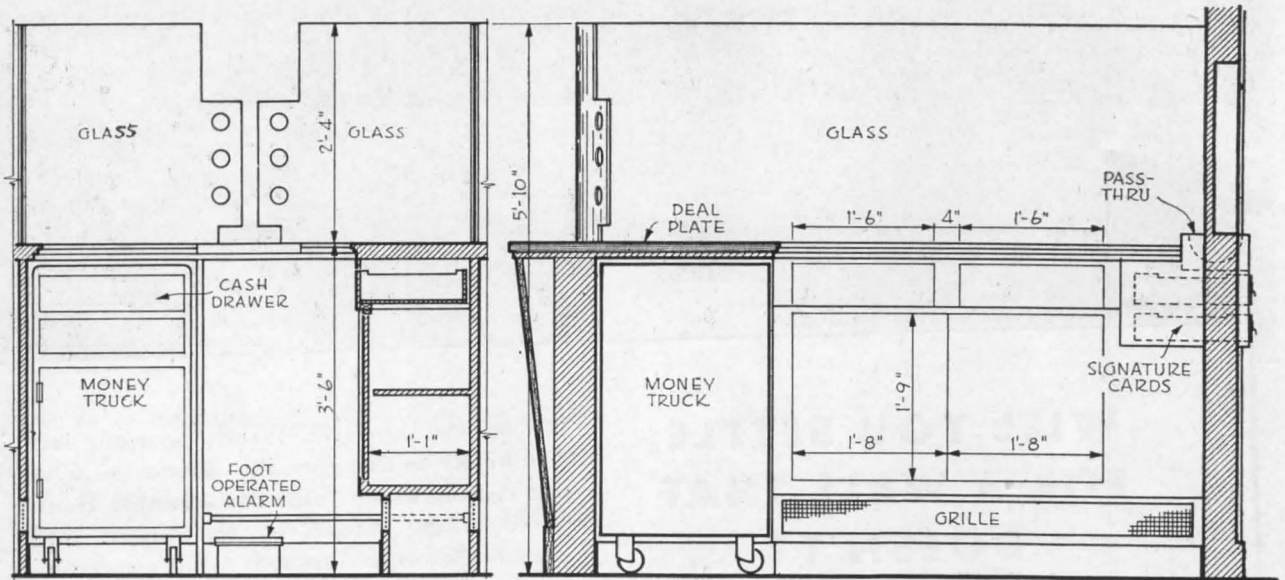 GLASS
2'-4"
GLASS
CASH
DRAWER
MONEY
TRUCK
3'-6"
1'-1"
FOOT
OPERATED
ALARM
5'-10"
GLASS
PASS-
THRU
DEAL
PLATE
1'-6"
4"
1'-6"
MONEY
TRUCK
1'-9"
SIGNATURE
CARDS
1'-8"
1'-8"
GRILLE